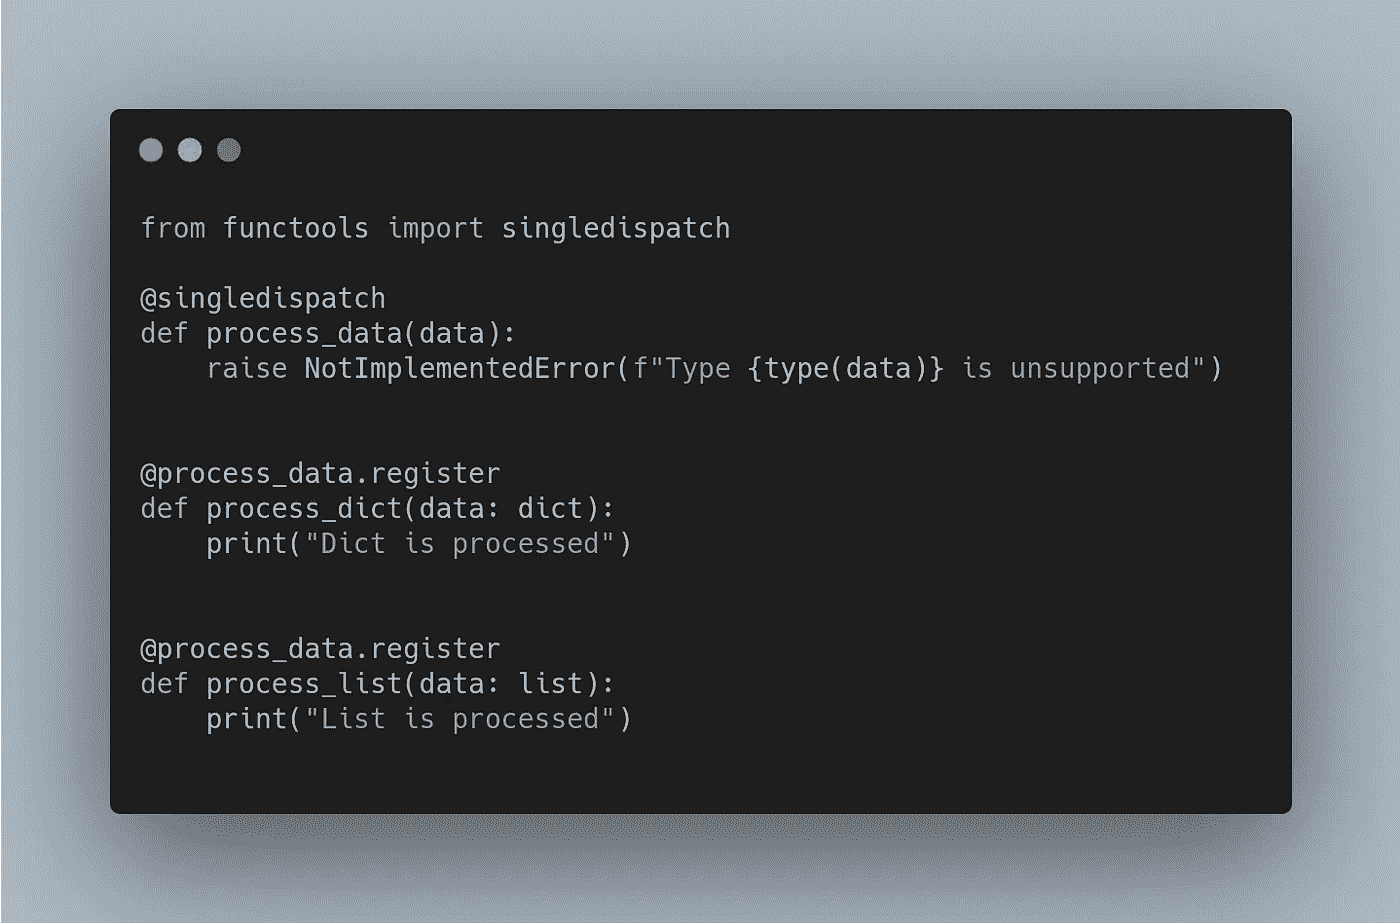 from functools import singledispatch
@singledispatch
def process_data(data):
    raise NotImplementedError(f"Type {type(data)} is unsupported")
@process_data.register
def process_dict(data: dict):
    print("Dict is processed")
@process_data.register
def process_list(data: list):
    print("List is processed")